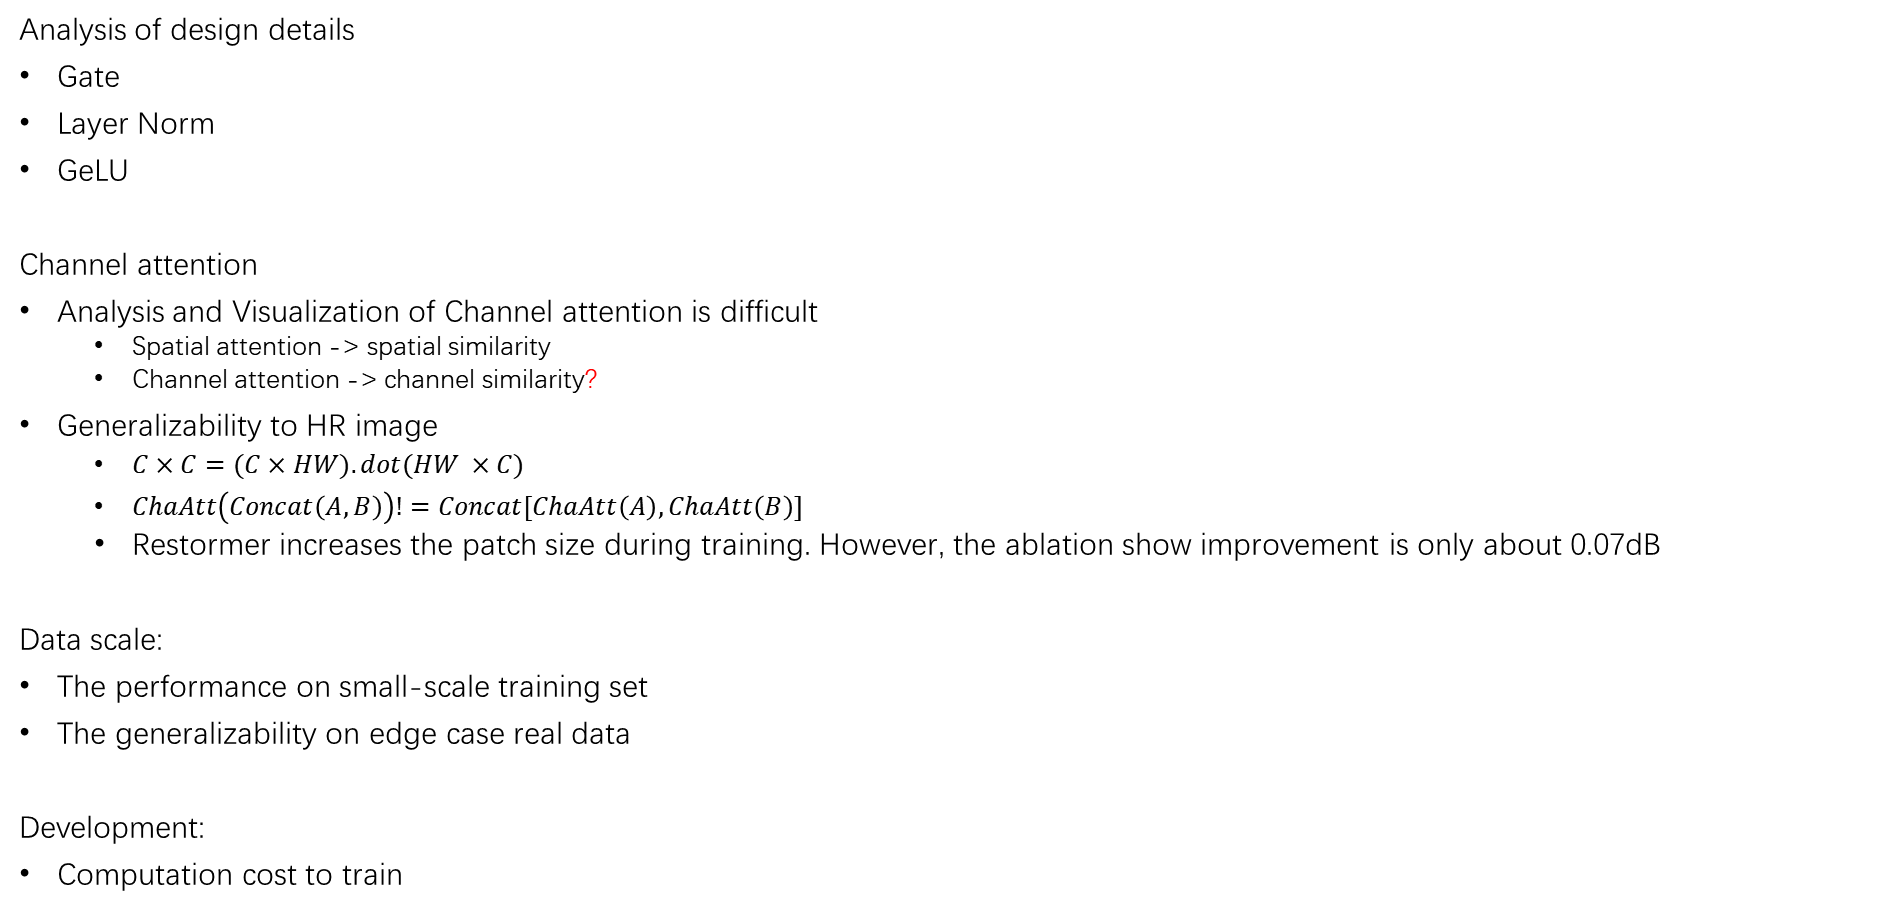 Analysis of design details
• Gate
• Layer Norm
• GeLU
Channel attention
• Analysis and Visualization of Channel attention is difficult
• Spatial attention -> spatial similarity
• Channel attention -> channel similarity?
• Generalizability to HR image
• C × C = (C × HW).dot(HW × C)
• ChaAtt(Concat(A,B))! = Concat[ChaAtt(A),ChaAtt(B)]
• Restormer increases the patch size during training. However, the ablation show improvement is only about 0.07dB
Data scale:
• The performance on small-scale training set
• The generalizability on edge case real data
Development:
• Computation cost to train